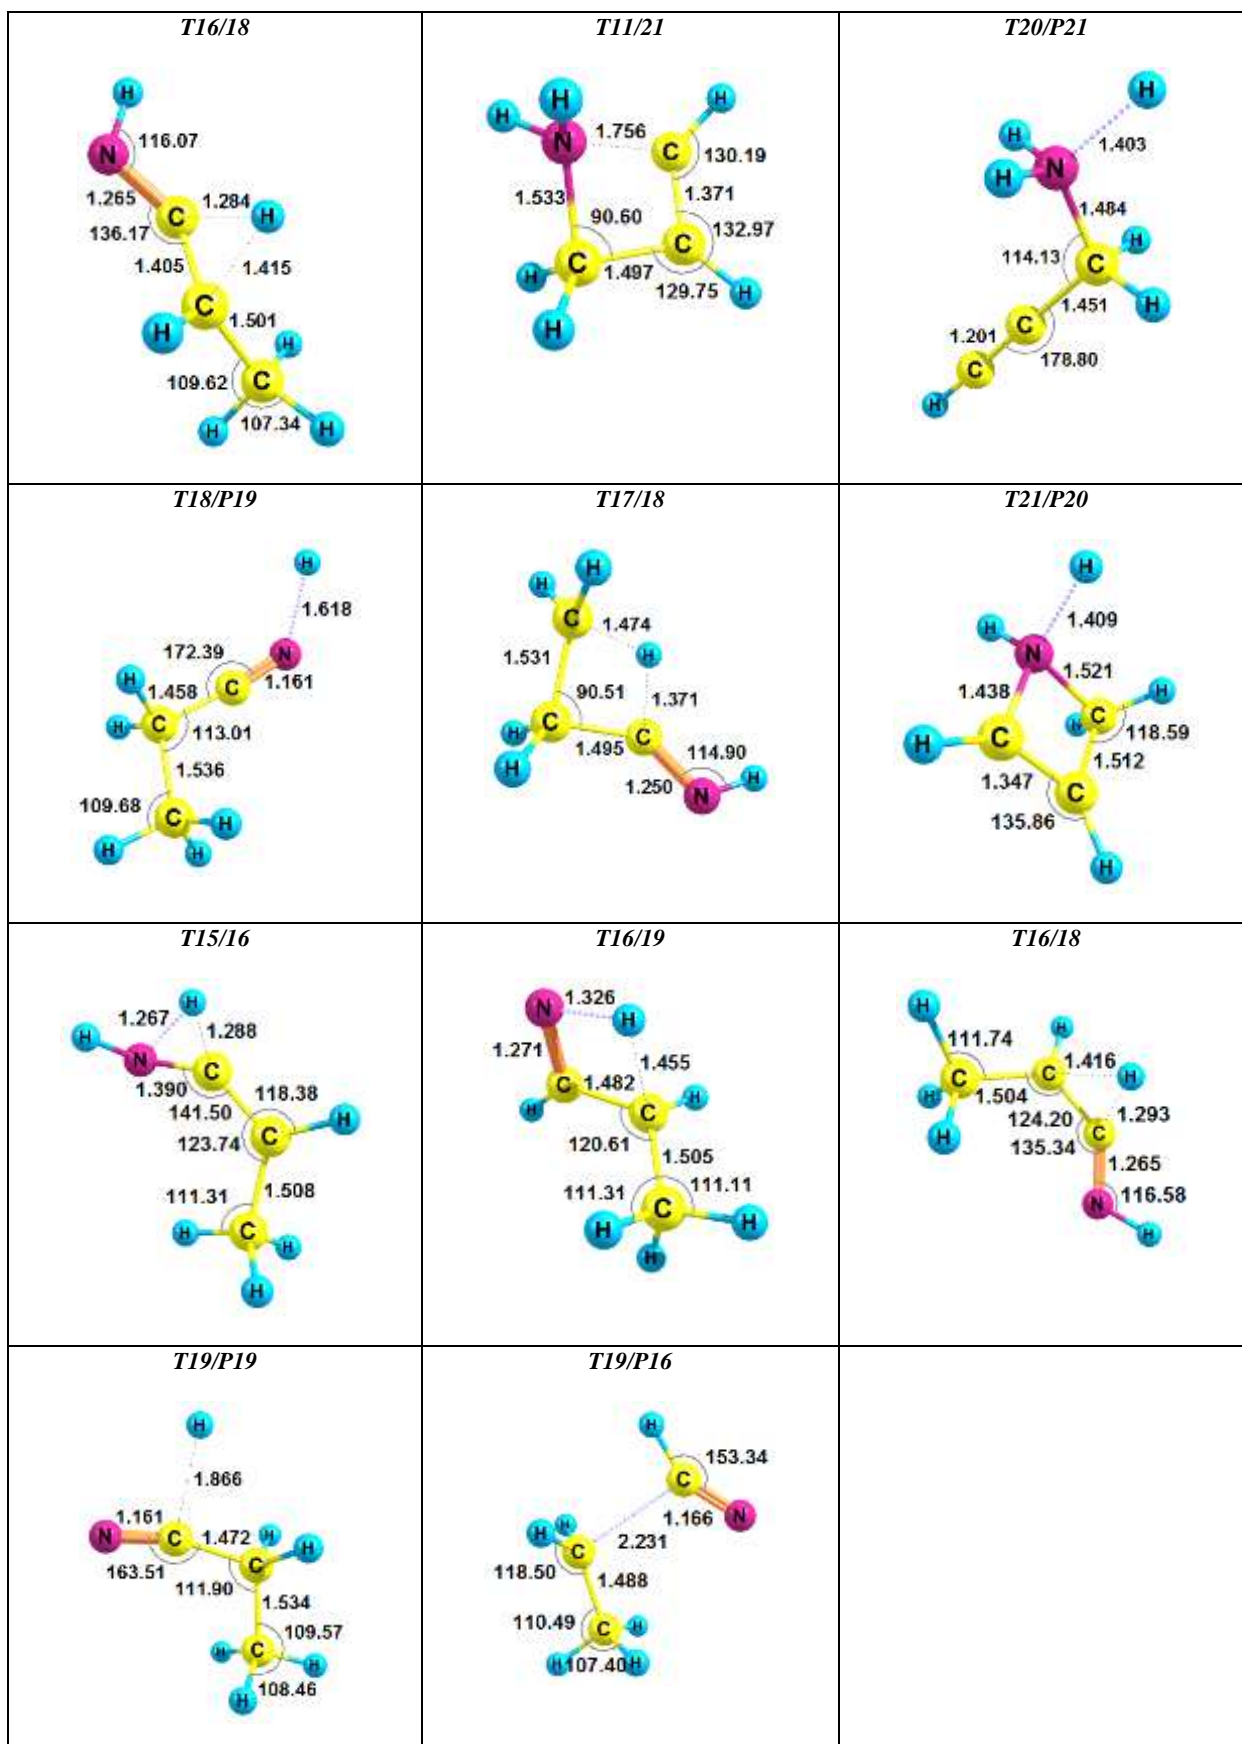 T16/18
H
116.07
N
1.265
1.284
C
H
136.17
1.405
1.415
C
H
1.501
H
109.62
C
H
107.34
H
T11/21
H
H
H
N
1.756
C
130.19
1.533
1.371
90.60
132.97
C
C
H
1.497
129.75
H
H
T20/P21
H
H
1.403
H
N
1.484
H
114.13
C
H
1.451
C
1.201
178.80
C
H
T18/P19
H
1.618
172.39
N
H
1.161
C
1.458
H
C
113.01
1.536
109.68
C
H
H
H
T17/18
H
H
C
1.474
H
1.531
90.51
1.371
C
H
C
1.495
114.90
H
1.250
H
N
T21/P20
H
H
1.409
N
1.521
1.438
H
C
H
118.59
H
C
1.512
1.347
C
135.86
H
T15/16
H
1.267
1.288
H
N
C
1.390
118.38
141.50
H
C
123.74
1.508
111.31
C
H
H
H
T16/19
N
1.326
H
1.271
1.455
C
1.482
H
H
C
120.61
1.505
111.31
111.11
C
H
H
H
T16/18
H
H
111.74
1.416
C
H
C
H
1.504
1.293
124.20
C
H
135.34
1.265
116.58
N
H
T19/P19
H
1.866
1.161
N
C
1.472
H
H
163.51
C
111.90
1.534
109.57
H
C
H
H
108.46
T19/P16
H
153.34
C
1.166
N
H
H
2.231
C
118.50
1.488
110.49
H
C
H
107.40
H